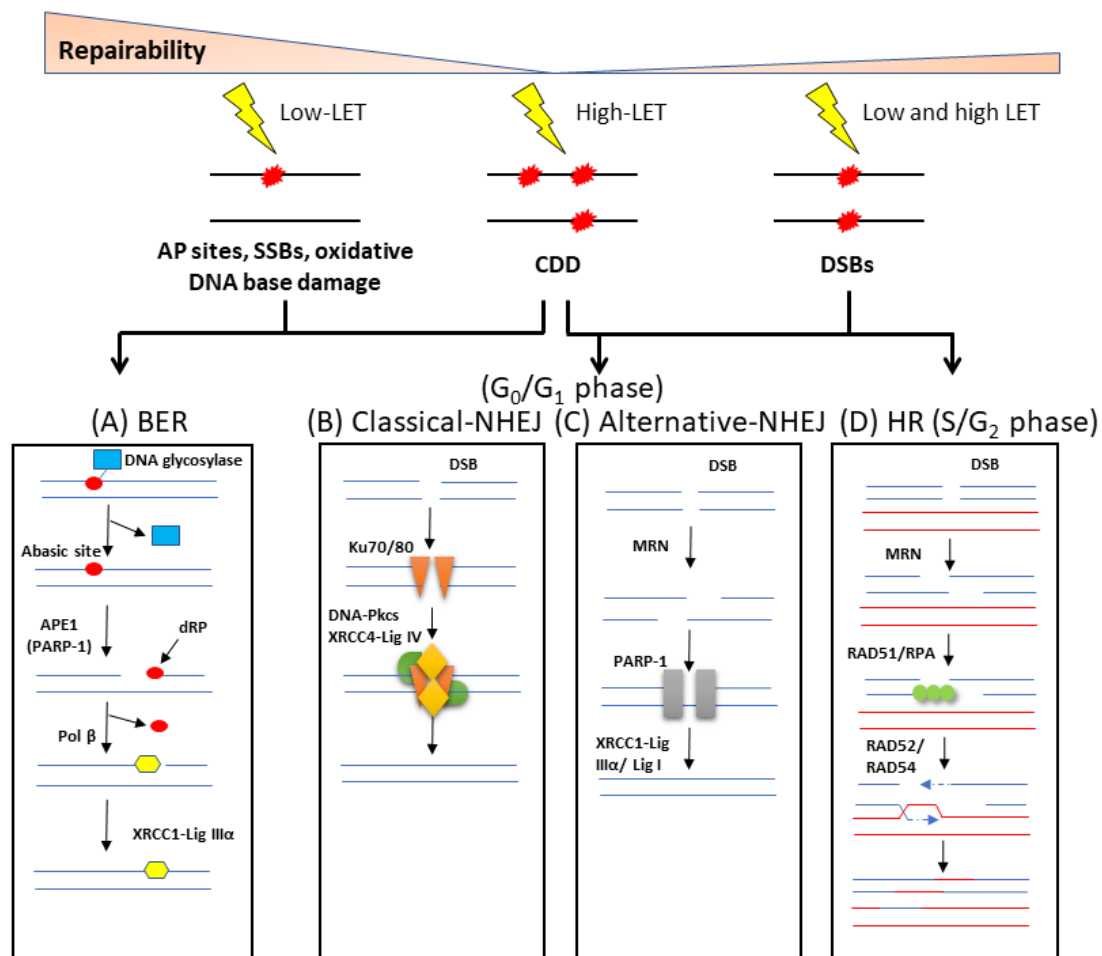 Repairability
Low-LET
High-LET
Low and high LET
AP sites, SSBs, oxidative
DNA base damage
CDD
DSBs
(G₀/G₁ phase)
(A) BER
(B) Classical-NHEJ
(C) Alternative-NHEJ
(D) HR (S/G₂ phase)
DNA glycosylase
Abasic site
APE1
(PARP-1)
dRP
Pol β
XRCC1-Lig IIIα
DSB
Ku70/80
DNA-Pkcs
XRCC4-Lig IV
DSB
MRN
PARP-1
XRCC1-Lig
IIIα/ Lig I
DSB
MRN
RAD51/RPA
RAD52/
RAD54